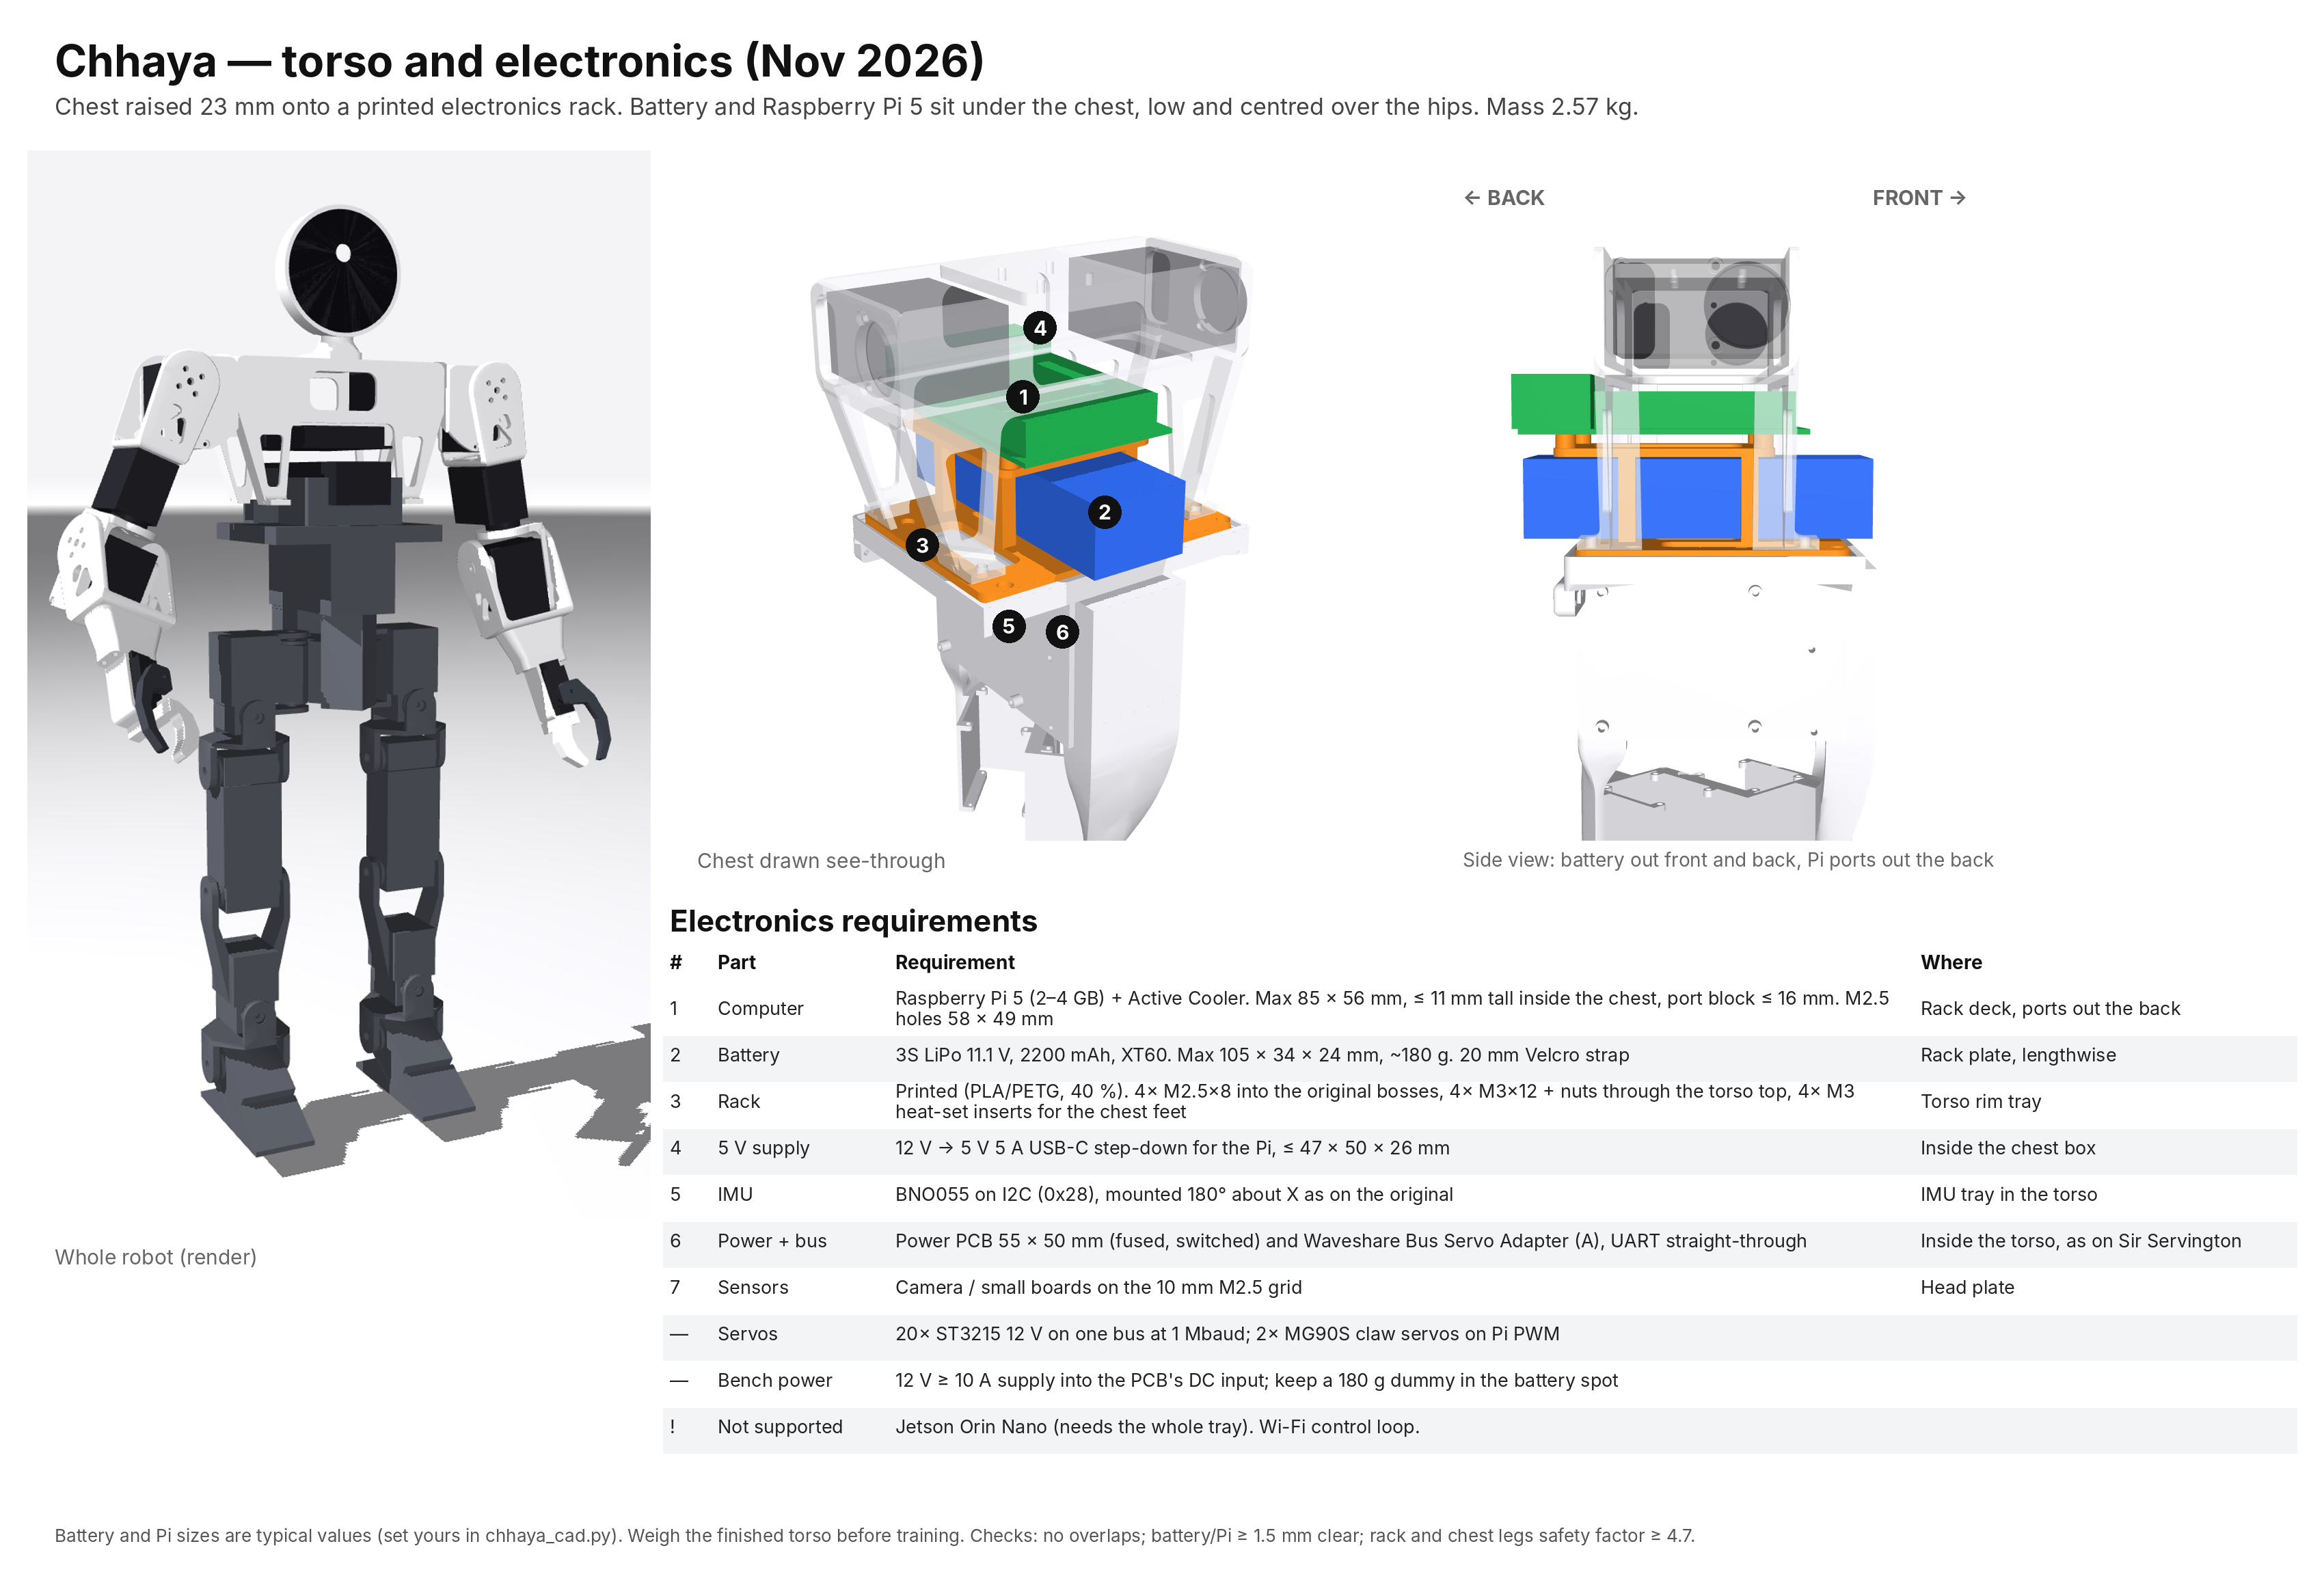 Chhaya — torso and electronics (Nov 2026)
Chest raised 23 mm onto a printed electronics rack. Battery and Raspberry Pi 5 sit under the chest, low and centred over the hips. Mass 2.57 kg.
← BACK
FRONT →
4
1
2
3
5
6
Chest drawn see-through
Side view: battery out front and back, Pi ports out the back
Whole robot (render)
Electronics requirements
# Part Requirement Where
1 Computer Raspberry Pi 5 (2–4 GB) + Active Cooler. Max 85 × 56 mm, ≤ 11 mm tall inside the chest, port block ≤ 16 mm. M2.5
holes 58 × 49 mm Rack deck, ports out the back
2 Battery 3S LiPo 11.1 V, 2200 mAh, XT60. Max 105 × 34 × 24 mm, ~180 g. 20 mm Velcro strap Rack plate, lengthwise
3 Rack Printed (PLA/PETG, 40 %). 4× M2.5×8 into the original bosses, 4× M3×12 + nuts through the torso top, 4× M3
heat-set inserts for the chest feet Torso rim tray
4 5 V supply 12 V → 5 V 5 A USB-C step-down for the Pi, ≤ 47 × 50 × 26 mm Inside the chest box
5 IMU BNO055 on I2C (0x28), mounted 180° about X as on the original IMU tray in the torso
6 Power + bus Power PCB 55 × 50 mm (fused, switched) and Waveshare Bus Servo Adapter (A), UART straight-through Inside the torso, as on Sir Servington
7 Sensors Camera / small boards on the 10 mm M2.5 grid Head plate
— Servos 20× ST3215 12 V on one bus at 1 Mbaud; 2× MG90S claw servos on Pi PWM
— Bench power 12 V ≥ 10 A supply into the PCB's DC input; keep a 180 g dummy in the battery spot
! Not supported Jetson Orin Nano (needs the whole tray). Wi-Fi control loop.
Battery and Pi sizes are typical values (set yours in chhaya_cad.py). Weigh the finished torso before training. Checks: no overlaps; battery/Pi ≥ 1.5 mm clear; rack and chest legs safety factor ≥ 4.7.